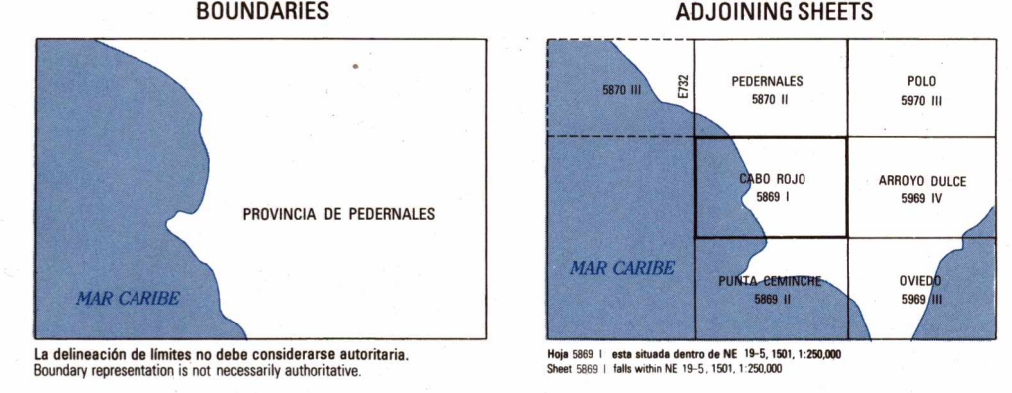 BOUNDARIES
PROVINCIA DE PEDERNALES
MAR CARIBE
La delineación de límites no debe considerarse autoritaria.
Boundary representation is not necessarily authoritative.
ADJOINING SHEETS
5870 III
E732
PEDERNALES
5870 II
POLO
5970 III
CABO ROJO
5869 I
ARROYO DULCE
5969 IV
MAR CARIBE
PUNTA CEMINCHE
5869 II
OVIEDO
5969 III
Hoja 5869 I esta situada dentro de NE 19-5, 1501, 1:250,000
Sheet 5869 I falls within NE 19-5, 1501, 1:250,000